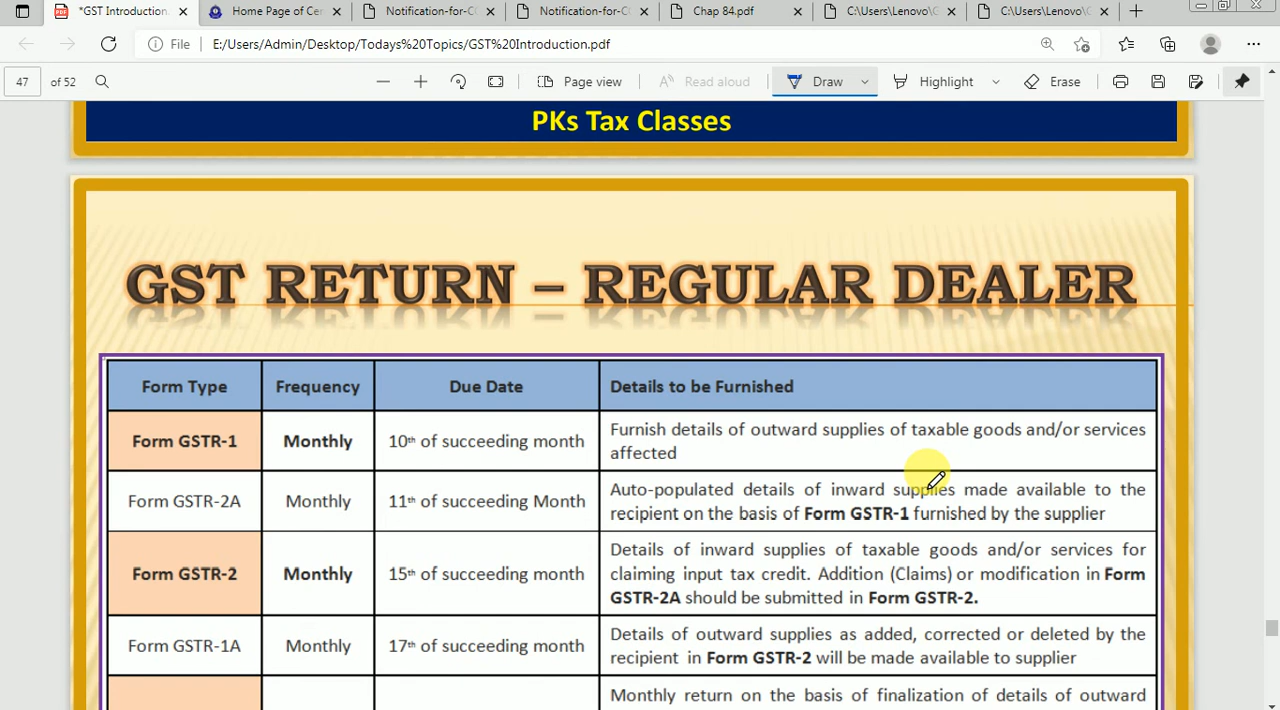 *GST Introduction.
Home Page of Cer
Notification-for-C
Notification-for-C
Chap 84.pdf
C:\Users\Lenovo\G
C:\Users\Lenovo\
File
E:/Users/Admin/Desktop/Todays%20Topics/GST%20Introduction.pdf
47 of 52
Page view
Read aloud
Draw
Highlight
Erase
PKs Tax Classes
GST RETURN – REGULAR DEALER
Form Type Frequency Due Date Details to be Furnished
Form GSTR-1 Monthly 10th of succeeding month Furnish details of outward supplies of taxable goods and/or services
affected
Form GSTR-2A Monthly 11th of succeeding Month Auto-populated details of inward supplies made available to the
recipient on the basis of Form GSTR-1 furnished by the supplier
Form GSTR-2 Monthly 15th of succeeding month Details of inward supplies of taxable goods and/or services for
claiming input tax credit. Addition (Claims) or modification in Form
GSTR-2A should be submitted in Form GSTR-2.
Form GSTR-1A Monthly 17th of succeeding month Details of outward supplies as added, corrected or deleted by the
recipient in Form GSTR-2 will be made available to supplier
Monthly return on the basis of finalization of details of outward